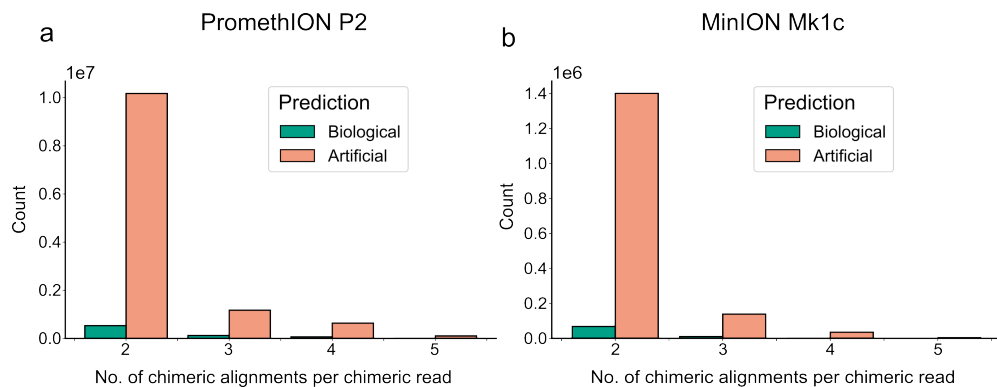 a
PromethION P2
1e7
Prediction
Biological
Artificial
1.0
0.8
0.6
0.4
0.2
0.0
Count
2 3 4 5
No. of chimeric alignments per chimeric read
b
MinION Mk1c
1e6
Prediction
Biological
Artificial
1.4
1.2
1.0
0.8
0.6
0.4
0.2
0.0
Count
2 3 4 5
No. of chimeric alignments per chimeric read